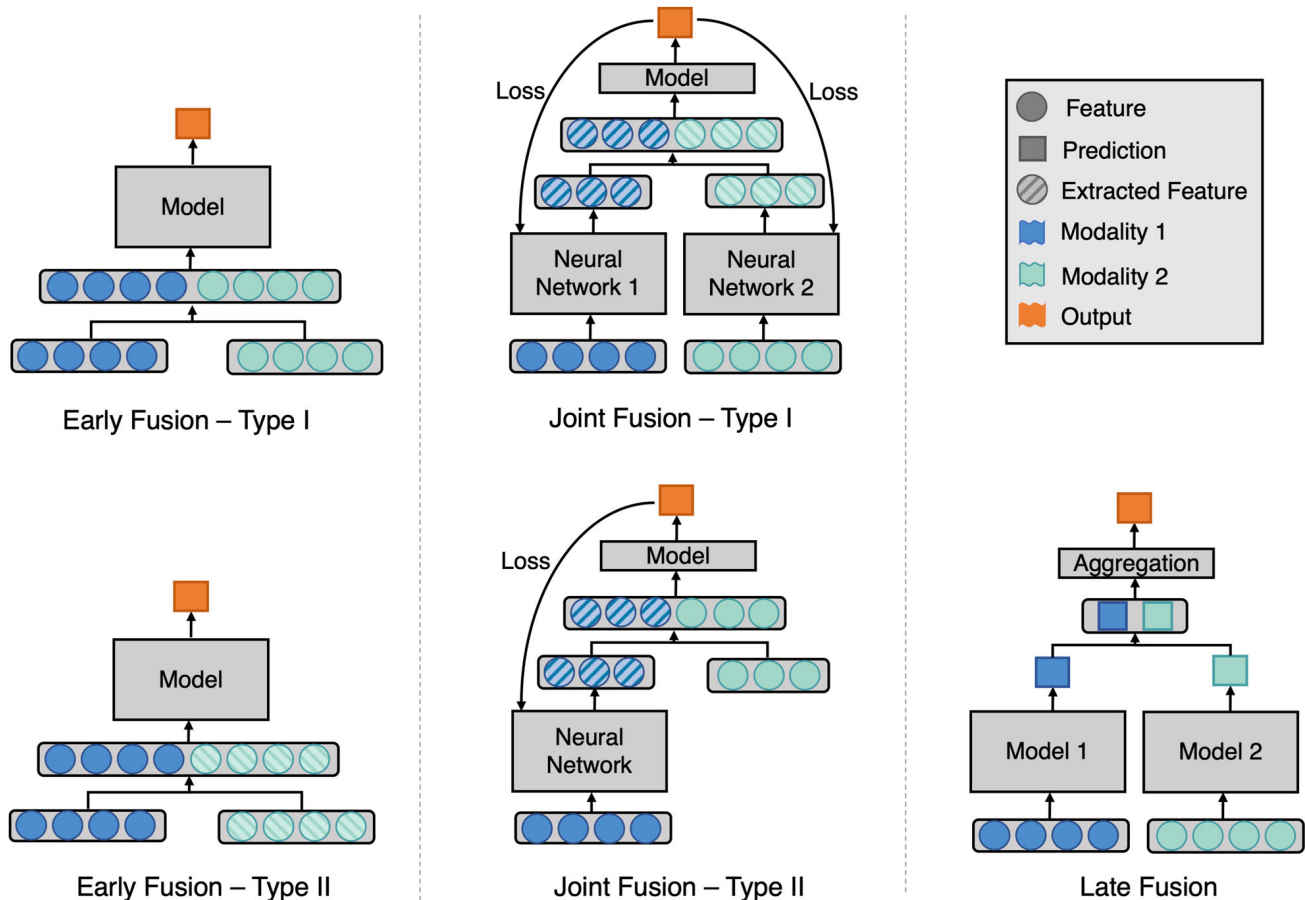 Model
Early Fusion – Type I
Loss
Model
Loss
Neural
Network 1
Neural
Network 2
Joint Fusion – Type I
Feature
Prediction
Extracted Feature
Modality 1
Modality 2
Output
Model
Early Fusion – Type II
Loss
Model
Neural
Network
Joint Fusion – Type II
Aggregation
Model 1
Model 2
Late Fusion